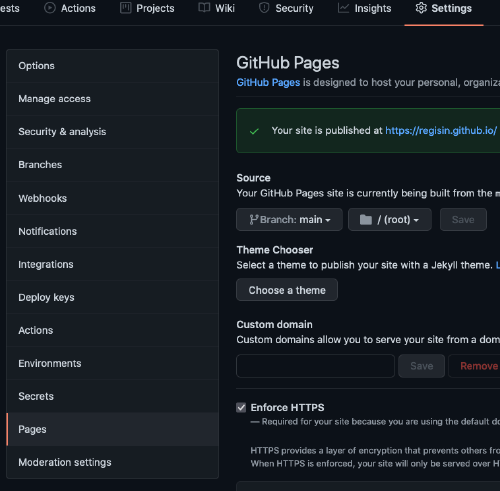 ests Actions Projects Wiki Security Insights Settings
Options
Manage access
Security & analysis
Branches
Webhooks
Notifications
Integrations
Deploy keys
Actions
Environments
Secrets
Pages
Moderation settings
GitHub Pages
GitHub Pages is designed to host your personal, organiza
Your site is published at https://regisin.github.io/
Source
Your GitHub Pages site is currently being built from the m
Branch: main / (root) Save
Theme Chooser
Select a theme to publish your site with a Jekyll theme. L
Choose a theme
Custom domain
Custom domains allow you to serve your site from a dom
Save Remove
Enforce HTTPS
— Required for your site because you are using the default do
HTTPS provides a layer of encryption that prevents others fro
When HTTPS is enforced, your site will only be served over H